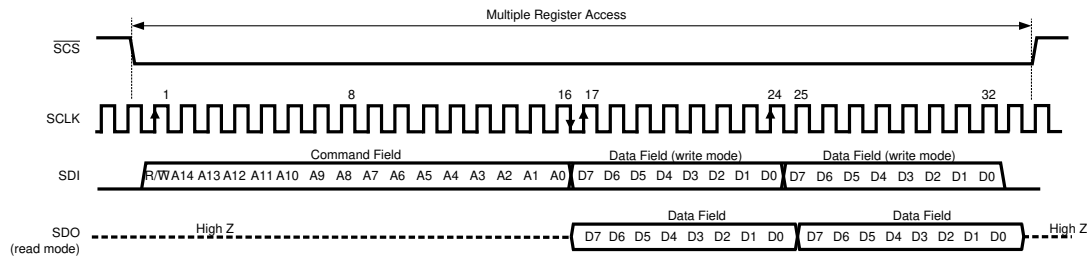 Multiple Register Access
SCS
1 8 16 17 24 25 32
SCLK
Command Field Data Field (write mode) Data Field (write mode)
SDI R/W A14 A13 A12 A11 A10 A9 A8 A7 A6 A5 A4 A3 A2 A1 A0 D7 D6 D5 D4 D3 D2 D1 D0 D7 D6 D5 D4 D3 D2 D1 D0
Data Field Data Field
SDO High Z High Z
(read mode) D7 D6 D5 D4 D3 D2 D1 D0 D7 D6 D5 D4 D3 D2 D1 D0